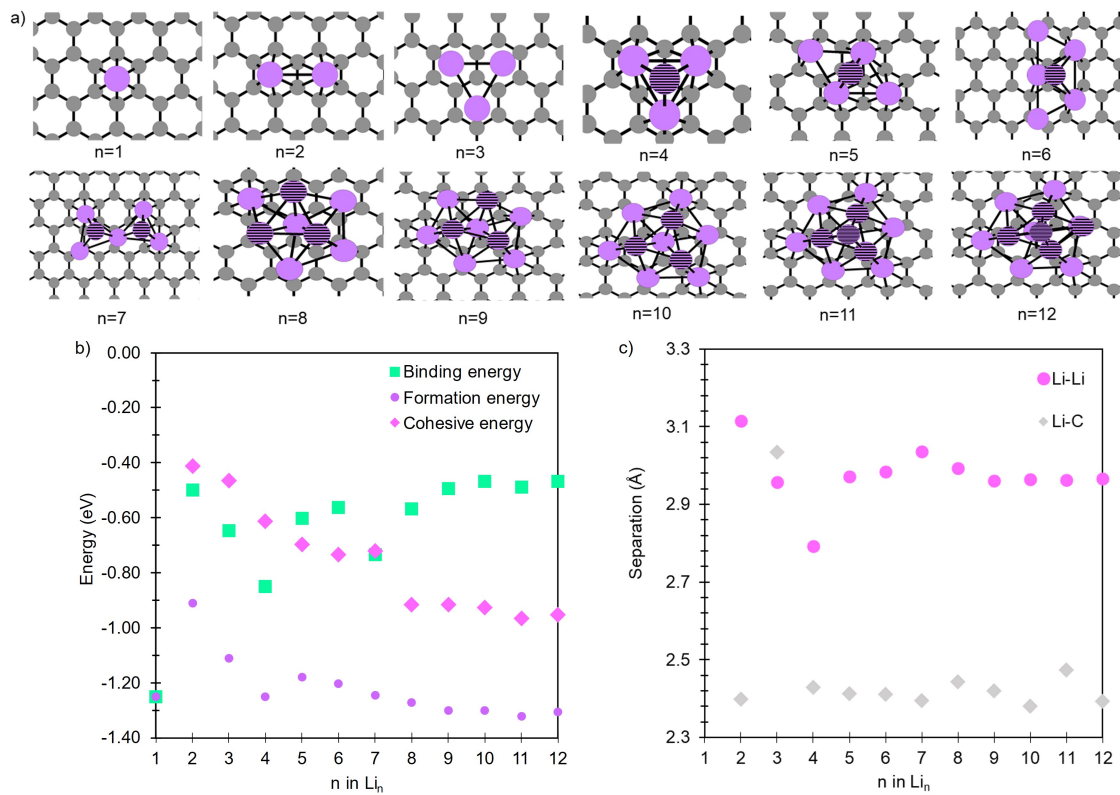 a)
n=1 n=2 n=3 n=4 n=5 n=6
n=7 n=8 n=9 n=10 n=11 n=12
b)
0.00
-0.20
-0.40
-0.60
-0.80
-1.00
-1.20
-1.40
Energy (eV)
Binding energy
Formation energy
Cohesive energy
1 2 3 4 5 6 7 8 9 10 11 12
n in Liₙ
c)
3.3
3.1
2.9
2.7
2.5
2.3
Separation (Å)
Li-Li
Li-C
1 2 3 4 5 6 7 8 9 10 11 12
n in Liₙ